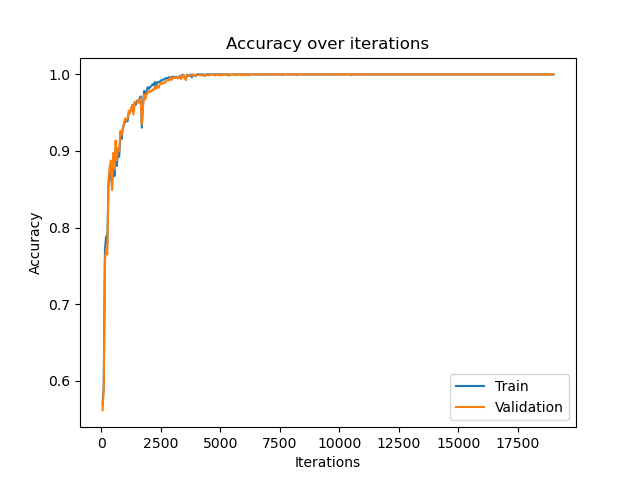 Accuracy over iterations
1.0
0.9
0.8
0.7
0.6
Accuracy
Train
Validation
0 2500 5000 7500 10000 12500 15000 17500
Iterations